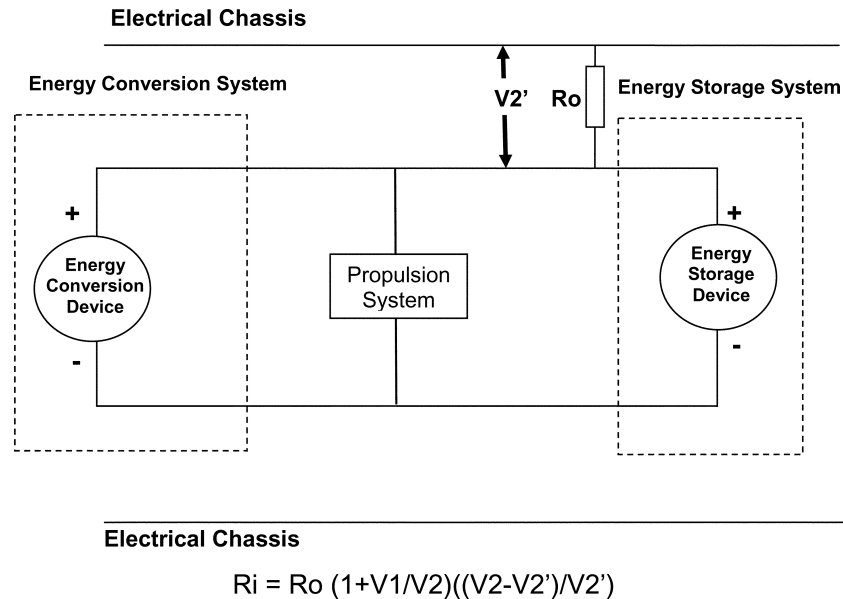 Electrical Chassis
Energy Conversion System
V2’
Ro
Energy Storage System
+
+
Energy
Conversion
Device
Propulsion
System
Energy
Storage
Device
-
-
Electrical Chassis
Ri = Ro (1+V1/V2)((V2-V2’)/V2’)